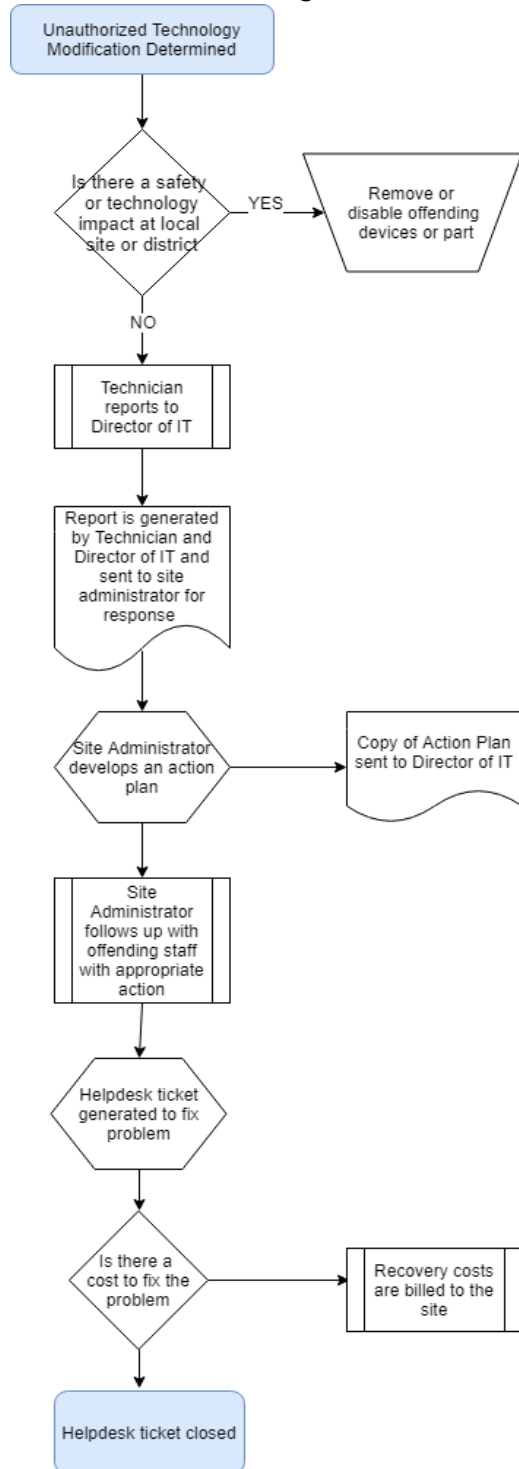 Unauthorized Technology
Modification Determined
Is there a safety
or technology
impact at local
site or district
YES
Remove or
disable offending
devices or part
NO
Technician
reports to
Director of IT
Report is generated
by Technician and
Director of IT and
sent to site
administrator for
response
Site Administrator
develops an action
plan
Copy of Action Plan
sent to Director of IT
Site
Administrator
follows up with
offending staff
with appropriate
action
Helpdesk ticket
generated to fix
problem
Is there a
cost to fix the
problem
Recovery costs
are billed to the
site
Helpdesk ticket closed